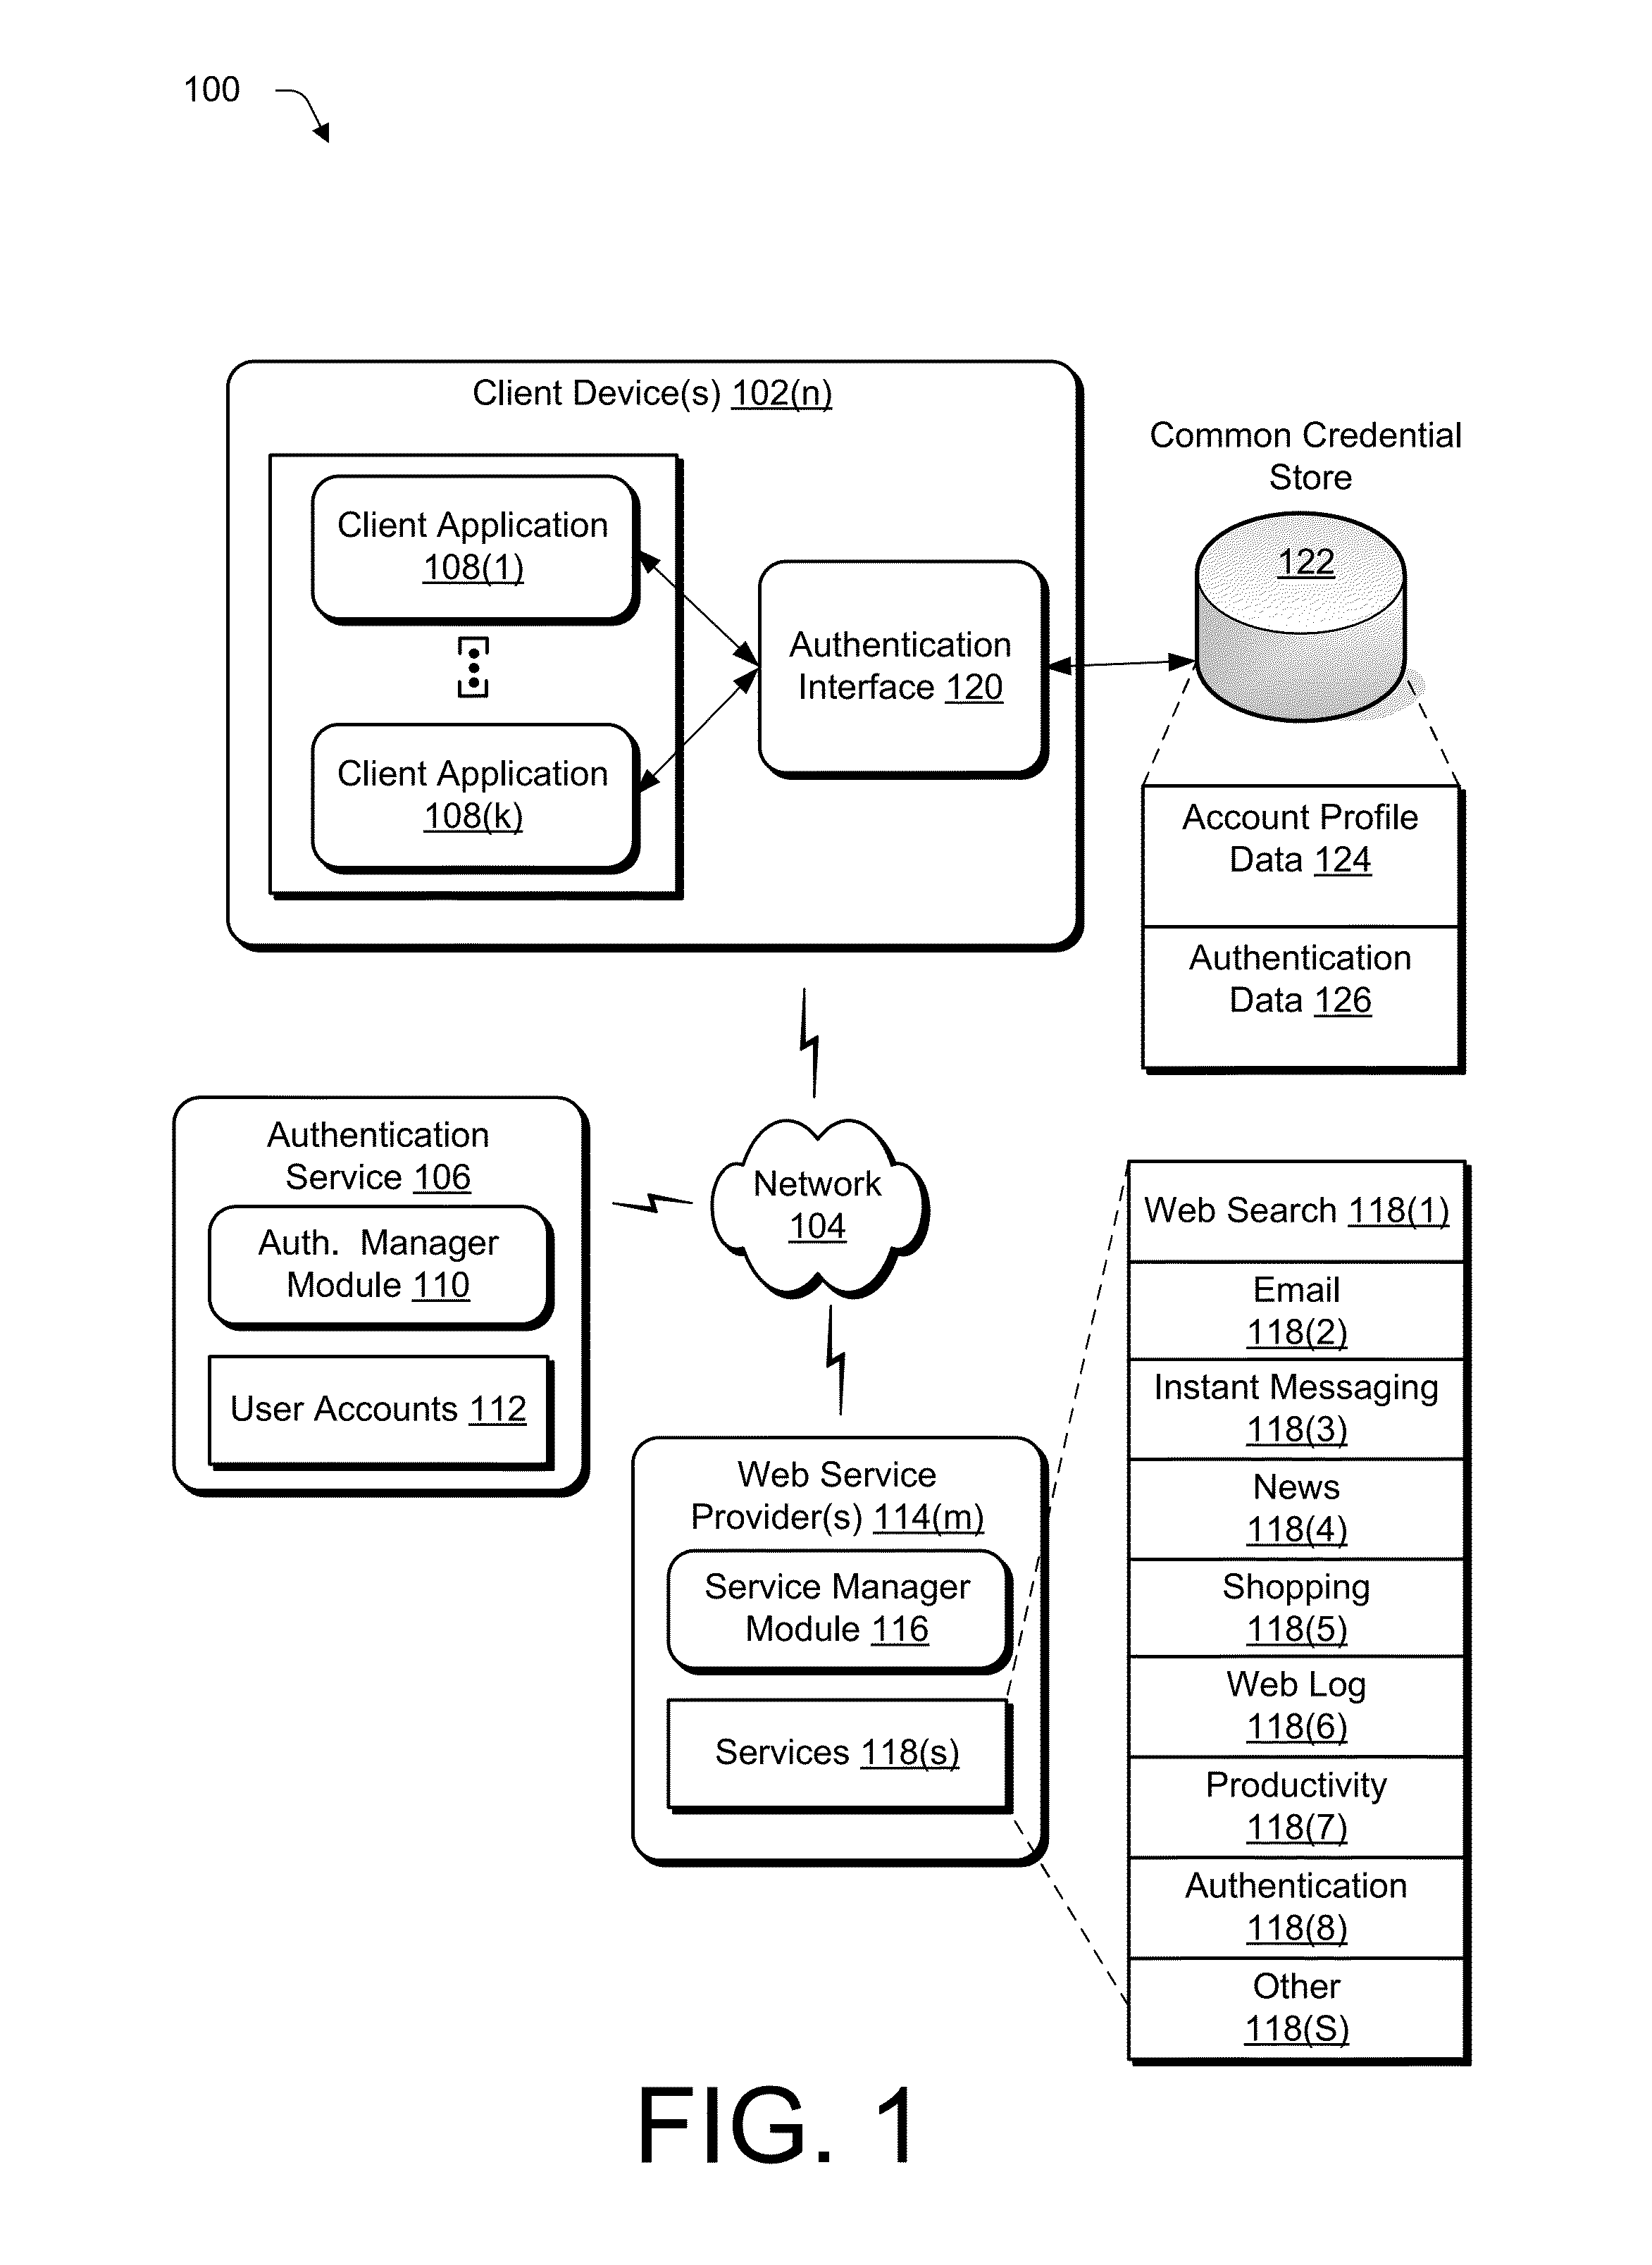 100
Client Device(s) 102(n)
Client Application
108(1)
Client Application
108(k)
Authentication
Interface 120
Common Credential
Store
122
Account Profile
Data 124
Authentication
Data 126
Authentication
Service 106
Auth. Manager
Module 110
User Accounts 112
Network
104
Web Service
Provider(s) 114(m)
Service Manager
Module 116
Services 118(s)
Web Search 118(1)
Email
118(2)
Instant Messaging
118(3)
News
118(4)
Shopping
118(5)
Web Log
118(6)
Productivity
118(7)
Authentication
118(8)
Other
118(S)
FIG. 1